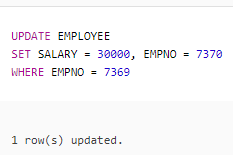 UPDATE EMPLOYEE
SET SALARY = 30000, EMPNO = 7370
WHERE EMPNO = 7369
1 row(s) updated.